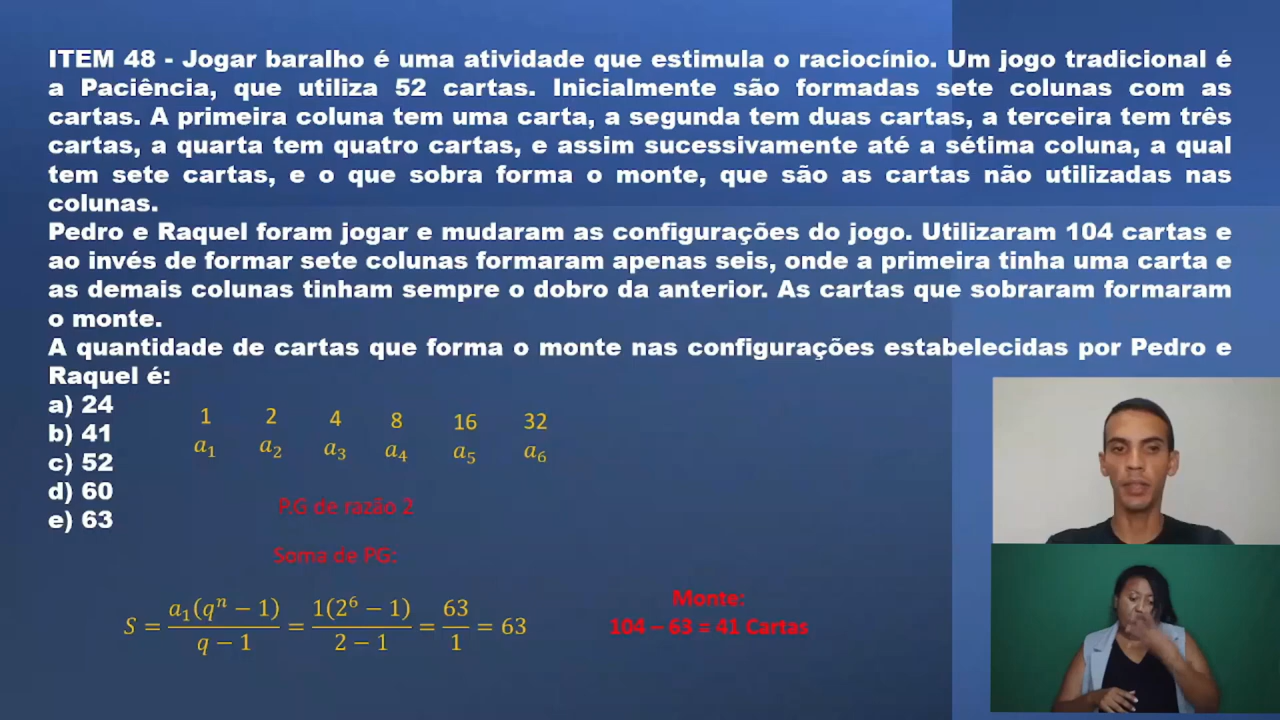 ITEM 48 - Jogar baralho é uma atividade que estimula o raciocínio. Um jogo tradicional é
a Paciência, que utiliza 52 cartas. Inicialmente são formadas sete colunas com as
cartas. A primeira coluna tem uma carta, a segunda tem duas cartas, a terceira tem três
cartas, a quarta tem quatro cartas, e assim sucessivamente até a sétima coluna, a qual
tem sete cartas, e o que sobra forma o monte, que são as cartas não utilizadas nas
colunas.
Pedro e Raquel foram jogar e mudaram as configurações do jogo. Utilizaram 104 cartas e
ao invés de formar sete colunas formaram apenas seis, onde a primeira tinha uma carta e
as demais colunas tinham sempre o dobro da anterior. As cartas que sobraram formaram
o monte.
A quantidade de cartas que forma o monte nas configurações estabelecidas por Pedro e
Raquel é:
a) 24
b) 41
c) 52
d) 60
e) 63
1 2 4 8 16 32
a₁ a₂ a₃ a₄ a₅ a₆
P.G de razão 2
Soma de PG:
S = a₁(qⁿ − 1)/(q − 1) = 1(2⁶ − 1)/(2 − 1) = 63/1 = 63
Monte:
104 – 63 = 41 Cartas